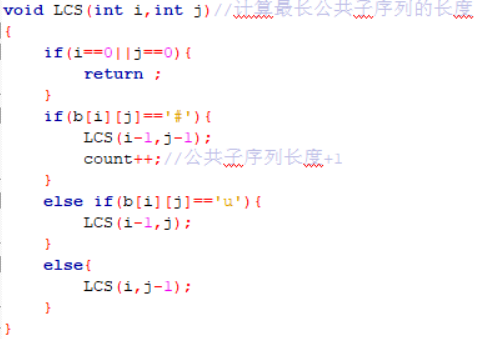 void LCS(int i,int j)//计算最长公共子序列的长度
{
    if(i==0||j==0){
        return ;
    }
    if(b[i][j]=='#'){
        LCS(i-1,j-1);
        count++;//公共子序列长度+1
    }
    else if(b[i][j]=='u'){
        LCS(i-1,j);
    }
    else{
        LCS(i,j-1);
    }
}